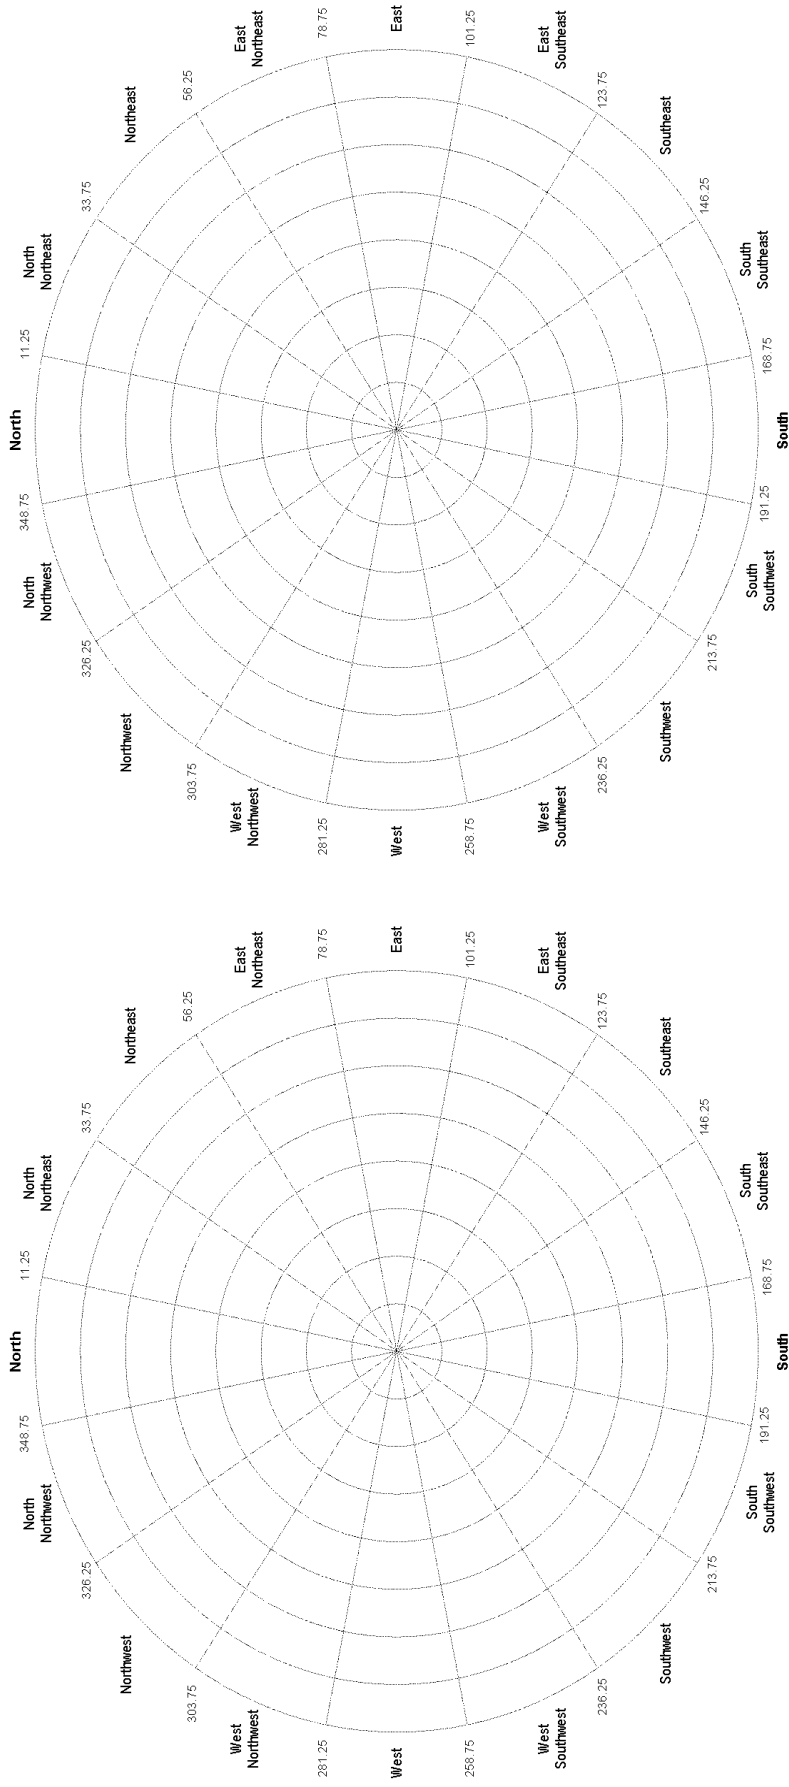 North
11.25
North
Northeast
33.75
Northeast
56.25
East
Northeast
78.75
East
101.25
East
Southeast
123.75
Southeast
146.25
South
Southeast
168.75
South
191.25
South
Southwest
213.75
Southwest
236.25
West
Southwest
258.75
West
281.25
West
Northwest
303.75
Northwest
326.25
North
Northwest
348.75
North
11.25
North
Northeast
33.75
Northeast
56.25
East
Northeast
78.75
East
101.25
East
Southeast
123.75
Southeast
146.25
South
Southeast
168.75
South
191.25
South
Southwest
213.75
Southwest
236.25
West
Southwest
258.75
West
281.25
West
Northwest
303.75
Northwest
326.25
North
Northwest
348.75